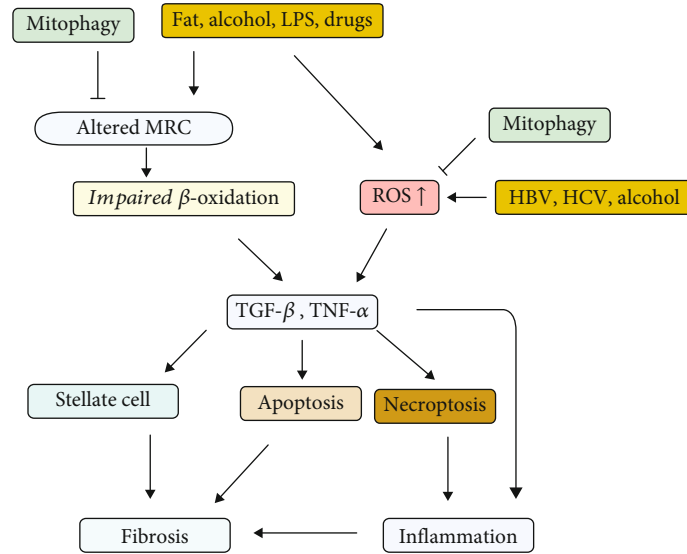 Mitophagy
Fat, alcohol, LPS, drugs
Altered MRC
Mitophagy
Impaired β-oxidation
ROS ↑
HBV, HCV, alcohol
TGF-β , TNF-α
Stellate cell
Apoptosis
Necroptosis
Fibrosis
Inflammation